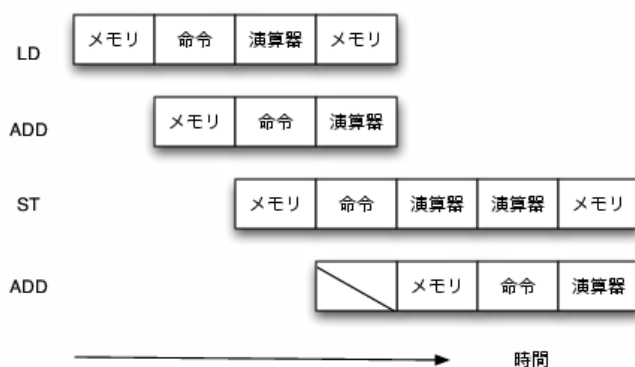 LD メモリ 命令 演算器 メモリ
ADD メモリ 命令 演算器
ST メモリ 命令 演算器 演算器 メモリ
ADD メモリ 命令 演算器
時間